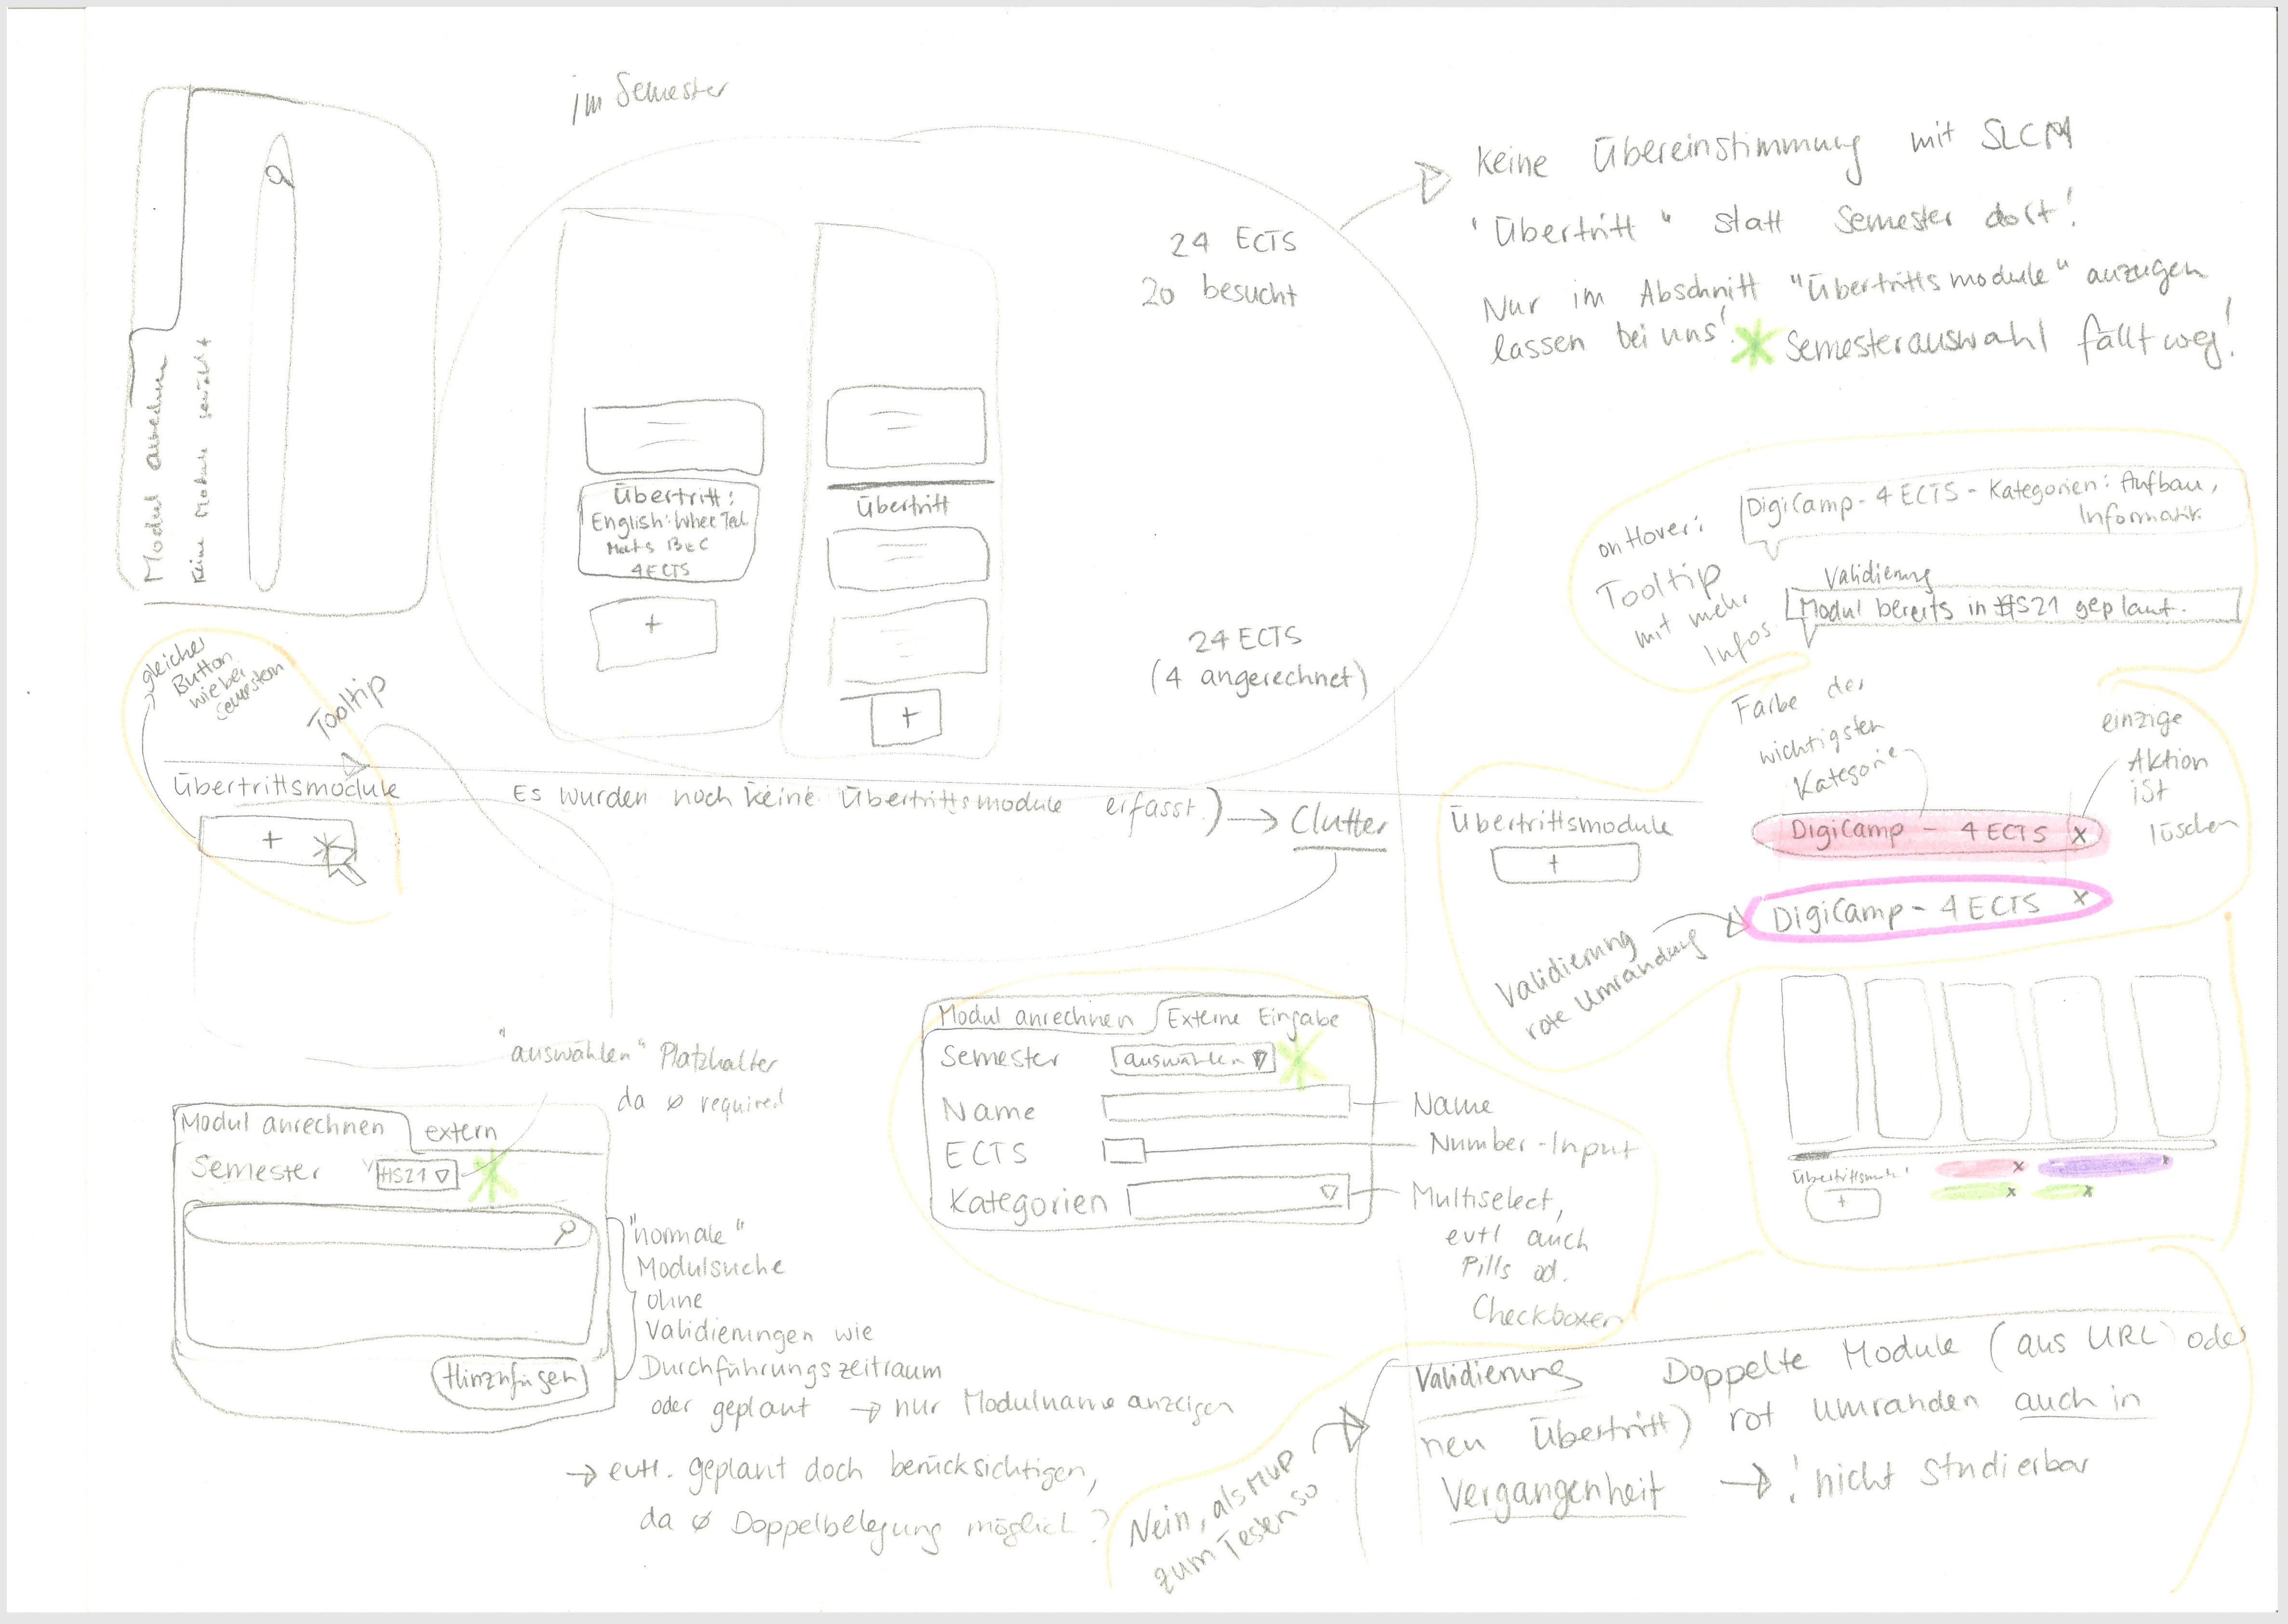 im Semester
Modul anrechnen
Keine Module gewählt
24 ECTS
20 besucht
Übertritt:
4 ECTS
+
Übertritt
+
24 ECTS
(4 angerechnet)
Keine Übereinstimmung mit SLCM
"Übertritt" statt Semester dort!
Nur im Abschnitt "Übertrittsmodule" anzeigen
lassen bei uns! Semesterauswahl fällt weg!
onHover:
Tooltip
mit mehr
Infos
DigiCamp - 4 ECTS - Kategorien: Aufbau,
Informatik
Validierung
Modul bereits in HS21 geplant.
gleicher
Button
wie bei
Semestern
Tooltip
Übertrittsmodule
+
Es wurden noch keine Übertrittsmodule erfasst) → Clutter
Farbe der
wichtigsten
Kategorie
einzige
Aktion
ist
löschen
Übertrittsmodule
+
DigiCamp - 4 ECTS x
DigiCamp - 4 ECTS x
Validierung
rote Umrandung
"auswählen" Platzhalter
da ø required
Modul anrechnen
extern
Semester
HS21
Hinzufügen
"normale"
Modulsuche
ohne
Validierungen wie
Durchführungszeitraum
oder geplant → nur Modulname anzeigen
→ evtl. geplant doch berücksichtigen,
da ø Doppelbelegung möglich?
Modul anrechnen
Externe Eingabe
Semester
auswählen
Name
ECTS
Kategorien
Name
Number-Input
Multiselect,
evtl auch
Pills od.
Checkboxen
x x
+
x x
Nein, als MVP
zum Testen so
Validierung Doppelte Module (aus URL) oder
neu Übertritt) rot umranden auch in
Vergangenheit → ! nicht studierbar